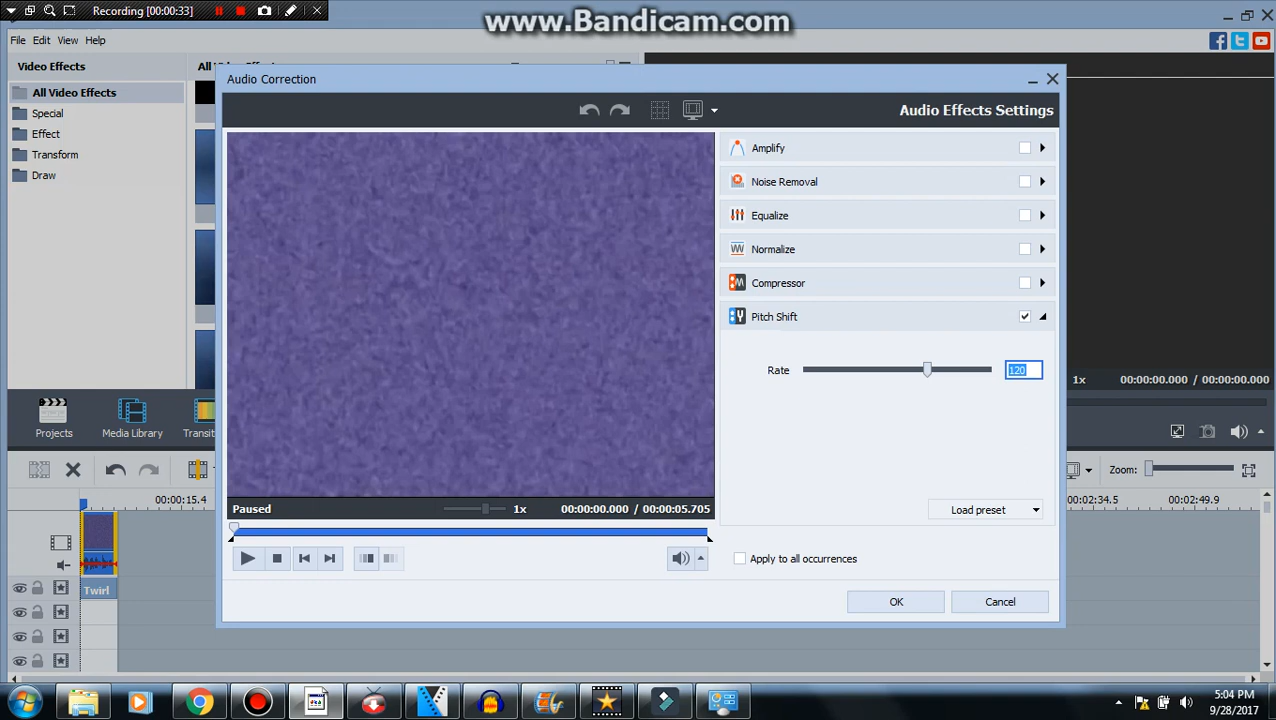 Recording [00:00:33]
www.Bandicam.com
File Edit View Help
Video Effects
All Video Effects
Special
Effect
Transform
Draw
Projects
Media Library
Audio Correction
Audio Effects Settings
Amplify
Noise Removal
Equalize
Normalize
Compressor
Pitch Shift
Rate
120
Load preset
Paused
1x
00:00:00.000 / 00:00:05.705
Apply to all occurrences
OK
Cancel
1x
00:00:00.000 / 00:00:00.000
Zoom:
00:00:15.4
00:02:34.5
00:02:49.9
Twirl
5:04 PM
9/28/2017